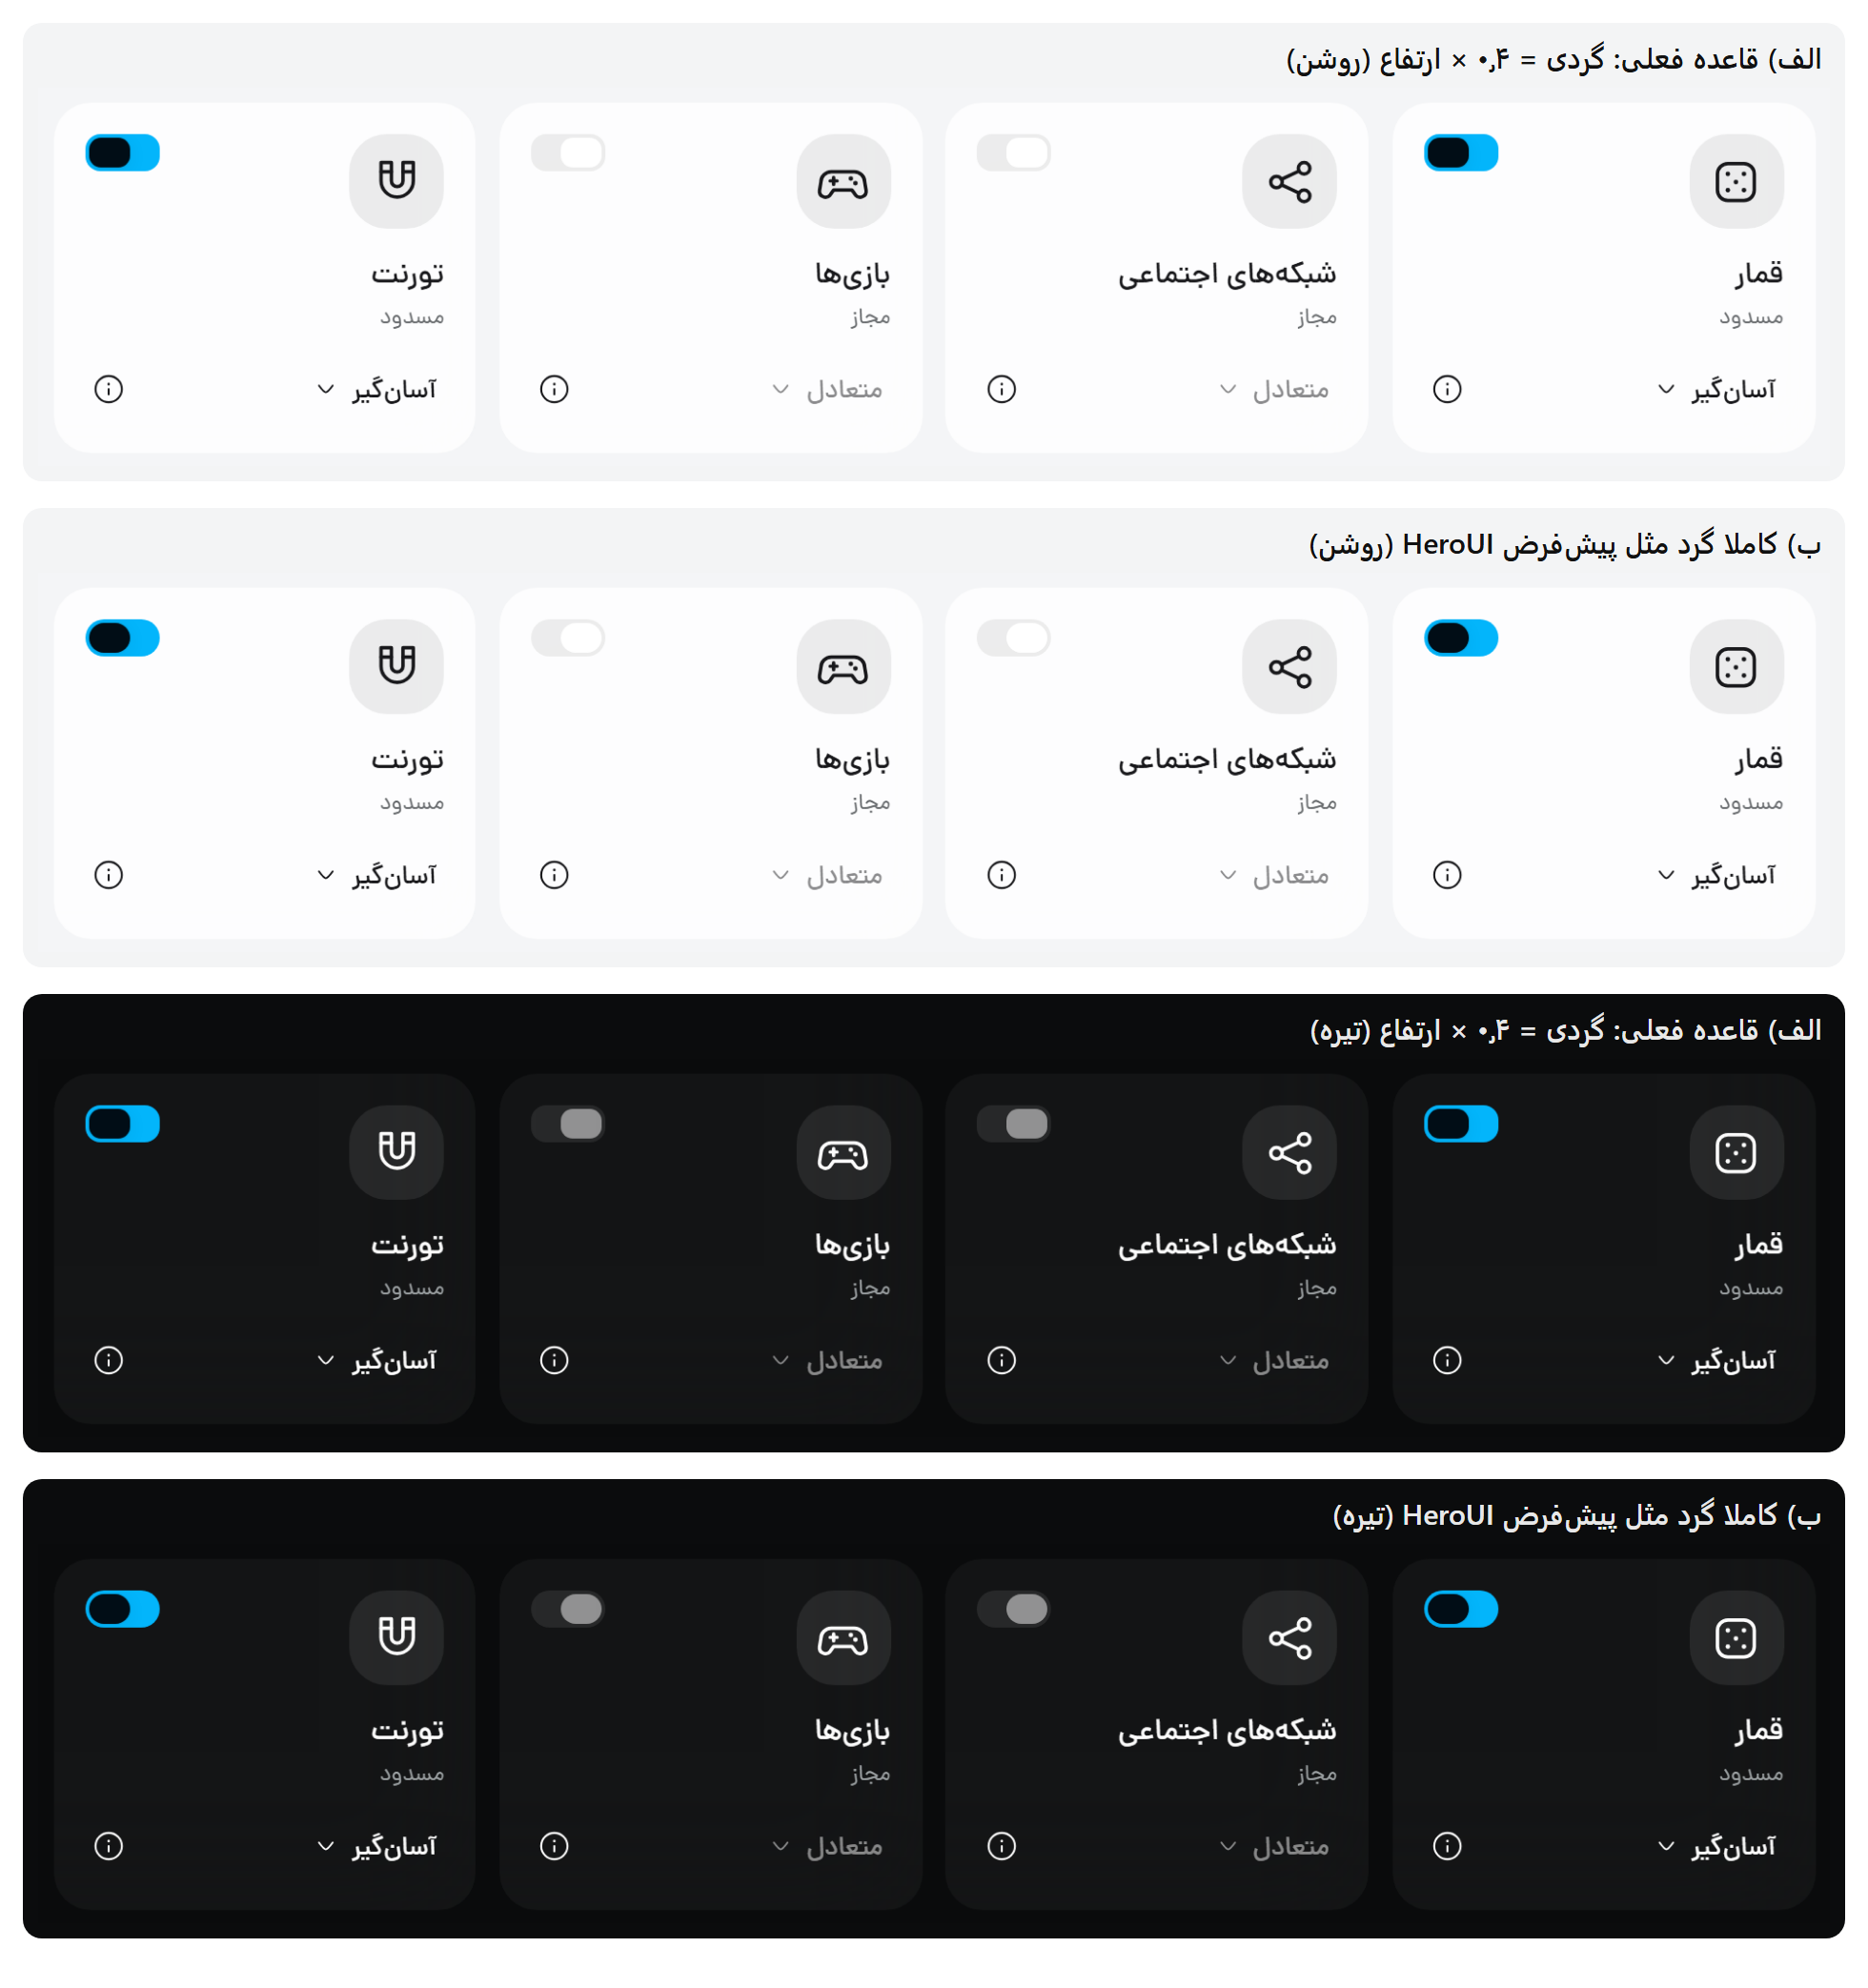 الف) قاعده فعلی: گردی = ۰٫۴ × ارتفاع (روشن)
قمار
مسدود
آسان‌گیر
شبکه‌های اجتماعی
مجاز
متعادل
بازی‌ها
مجاز
متعادل
تورنت
مسدود
آسان‌گیر
ب) کاملا گرد مثل پیش‌فرض HeroUI (روشن)
قمار
مسدود
آسان‌گیر
شبکه‌های اجتماعی
مجاز
متعادل
بازی‌ها
مجاز
متعادل
تورنت
مسدود
آسان‌گیر
الف) قاعده فعلی: گردی = ۰٫۴ × ارتفاع (تیره)
قمار
مسدود
آسان‌گیر
شبکه‌های اجتماعی
مجاز
متعادل
بازی‌ها
مجاز
متعادل
تورنت
مسدود
آسان‌گیر
ب) کاملا گرد مثل پیش‌فرض HeroUI (تیره)
قمار
مسدود
آسان‌گیر
شبکه‌های اجتماعی
مجاز
متعادل
بازی‌ها
مجاز
متعادل
تورنت
مسدود
آسان‌گیر